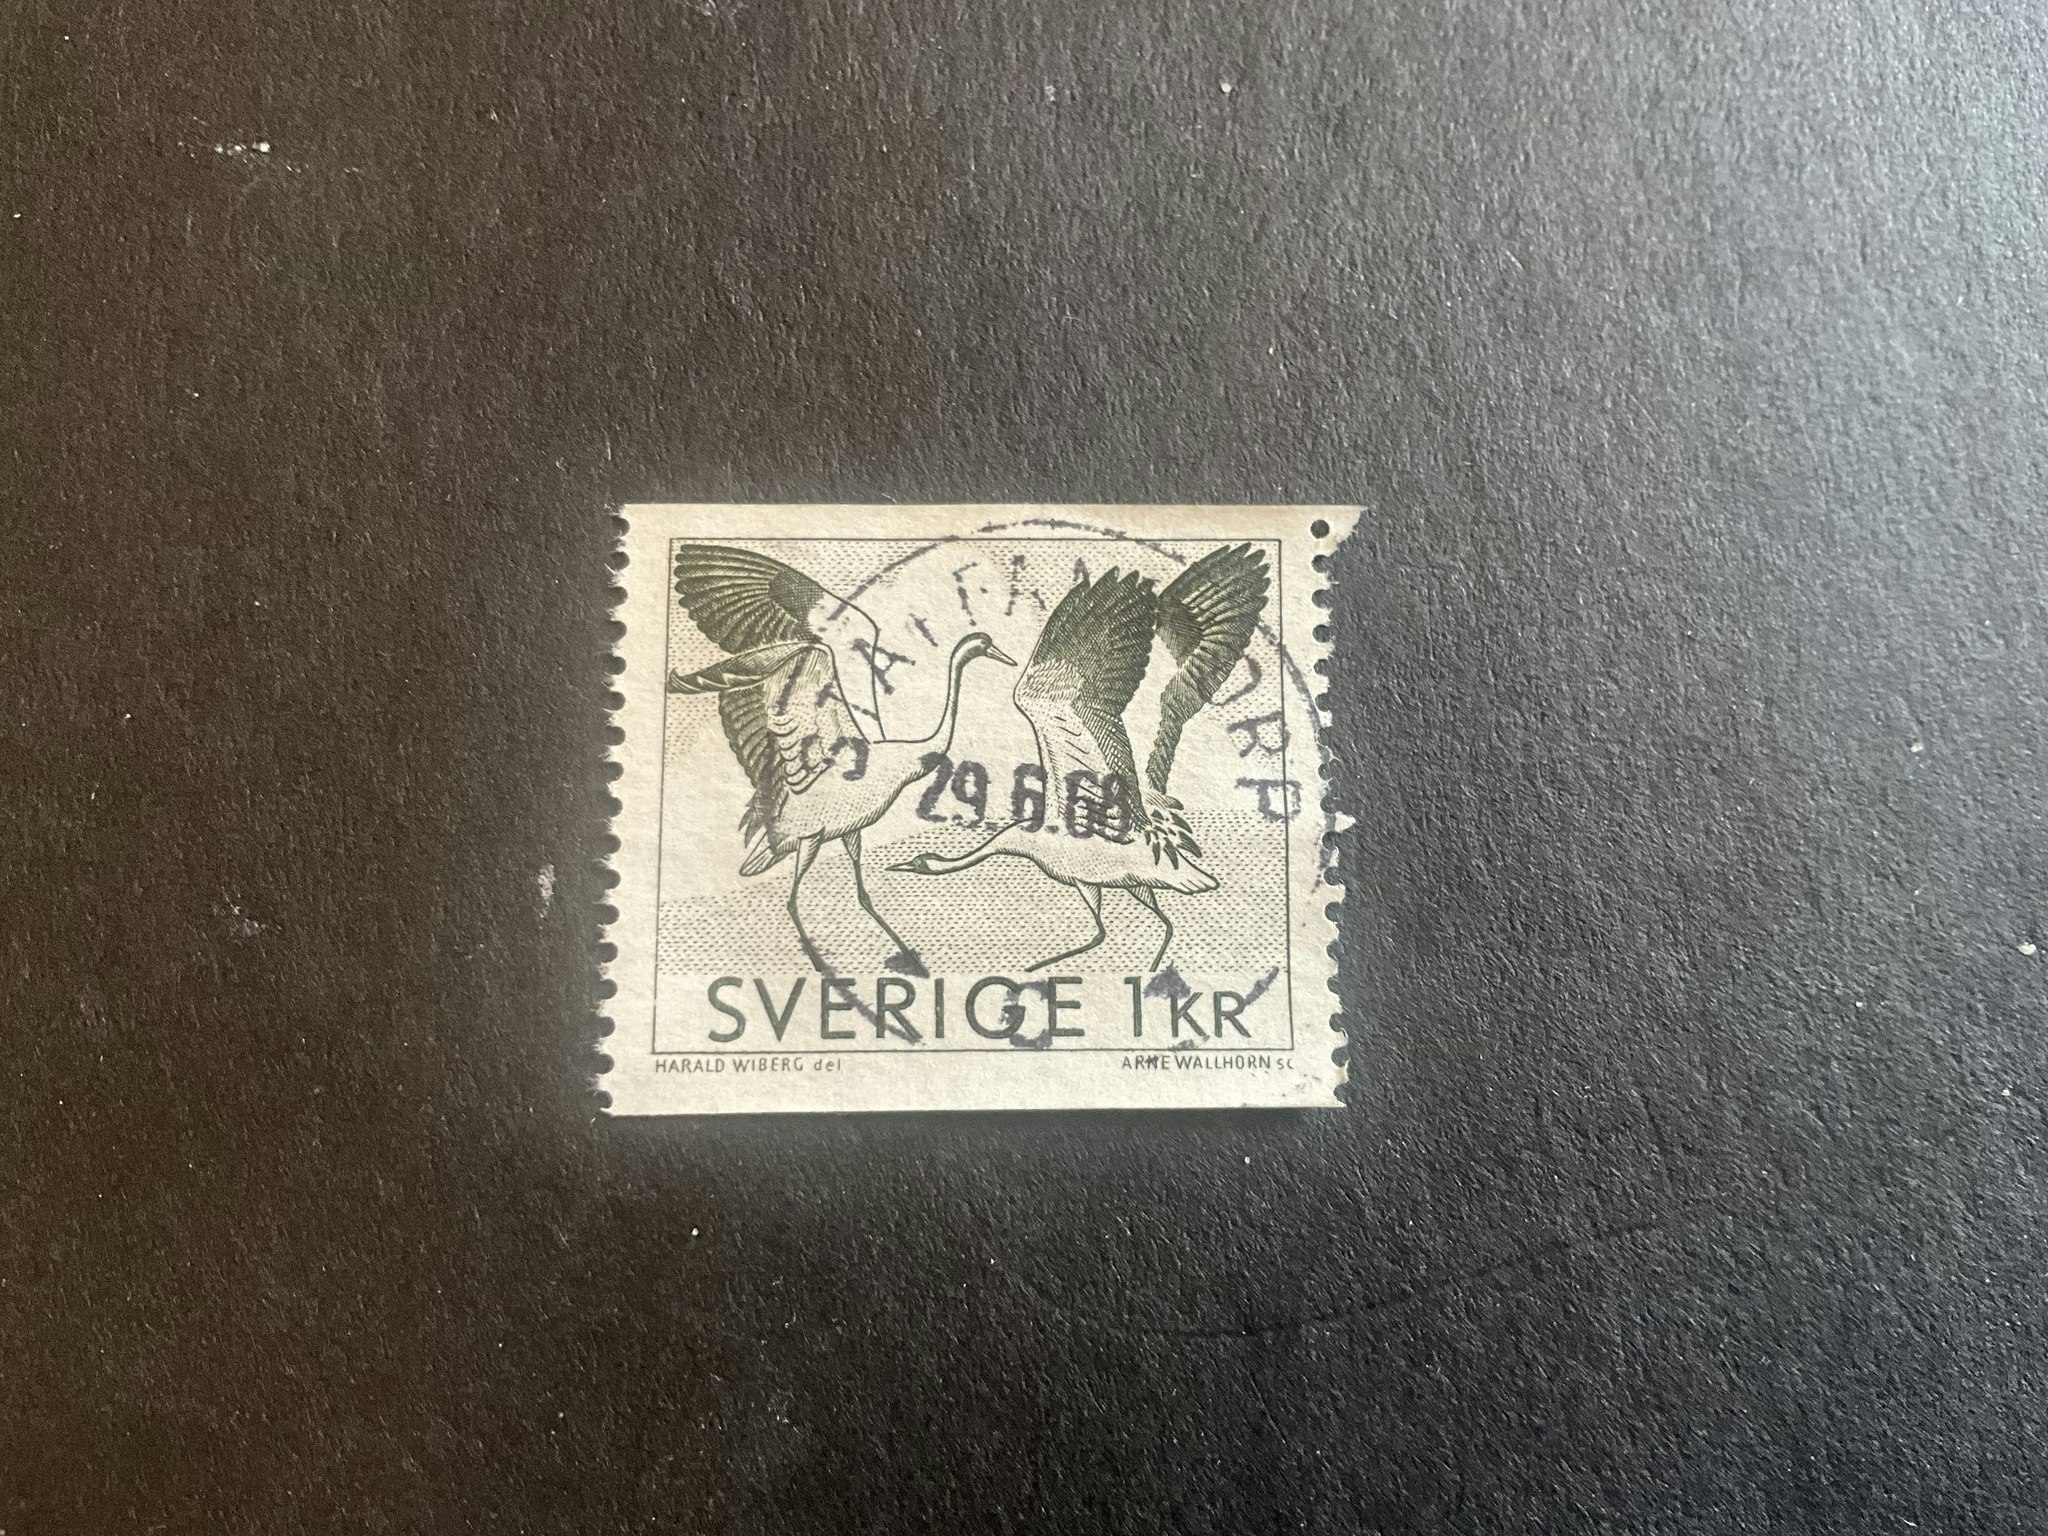 29.6.68
SVERIGE 1 KR
HARALD WIBERG del
ARNE WALLHORN sc